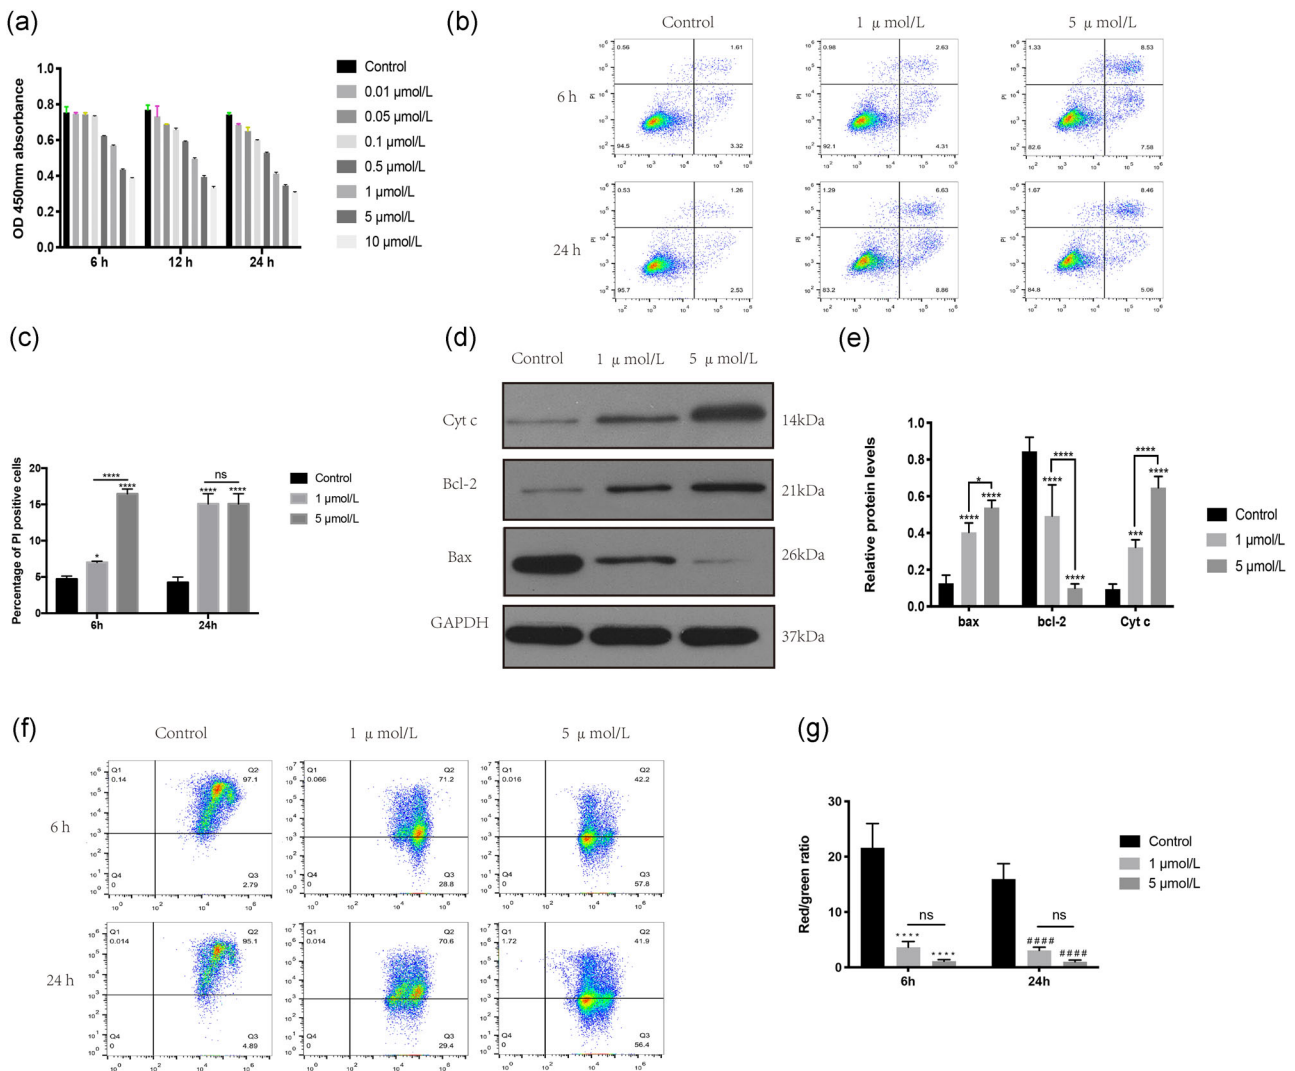 (a)
OD 450mm absorbance
1.0
0.8
0.6
0.4
0.2
0.0
6 h
12 h
24 h
Control
0.01 µmol/L
0.05 µmol/L
0.1 µmol/L
0.5 µmol/L
1 µmol/L
5 µmol/L
10 µmol/L
(b)
Control
1 μ mol/L
5 μ mol/L
6 h
0.56
1.61
94.5
3.32
0.98
2.63
92.1
4.31
1.33
8.53
82.6
7.58
24 h
0.53
1.26
95.7
2.53
1.29
6.63
83.2
8.86
1.67
8.46
84.8
5.06
PI
(c)
Percentage of PI positive cells
20
15
10
5
0
*
****
****
****
ns
****
6h
24h
Control
1 µmol/L
5 µmol/L
(d)
Control
1 μ mol/L
5 μ mol/L
Cyt c
14kDa
Bcl-2
21kDa
Bax
26kDa
GAPDH
37kDa
(e)
Relative protein levels
1.0
0.8
0.6
0.4
0.2
0.0
****
*
****
****
****
****
***
****
****
bax
bcl-2
Cyt c
Control
1 µmol/L
5 µmol/L
(f)
Control
1 μ mol/L
5 μ mol/L
6 h
Q1
0.14
Q2
97.1
Q4
0
Q3
2.79
Q1
0.066
Q2
71.2
Q4
0
Q3
28.8
Q1
0.016
Q2
42.2
Q4
0
Q3
57.8
24 h
Q1
0.014
Q2
95.1
Q4
0
Q3
4.89
Q1
0.014
Q2
70.6
Q4
0
Q3
29.4
Q1
1.72
Q2
41.9
Q4
0
Q3
56.4
(g)
Red/green ratio
30
20
10
0
ns
****
****
ns
####
####
6h
24h
Control
1 µmol/L
5 µmol/L